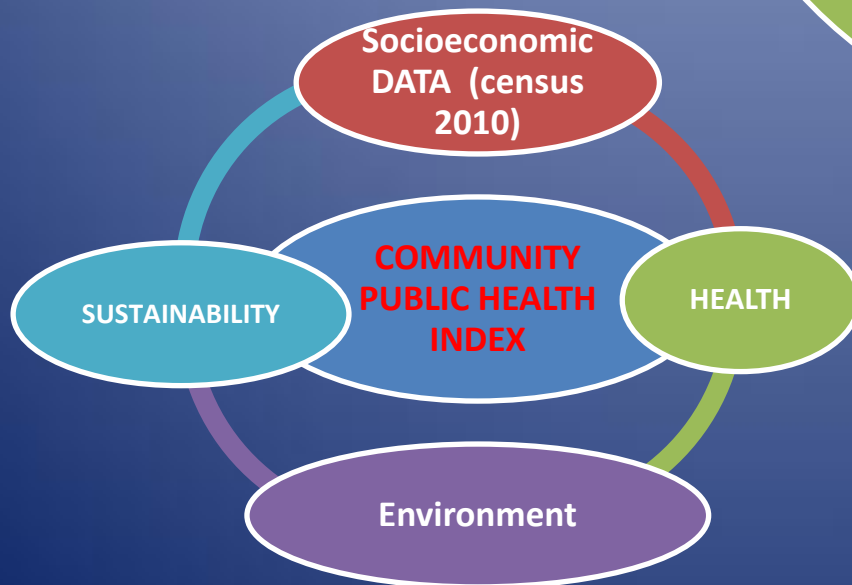 Socioeconomic
DATA (census
2010)
COMMUNITY
PUBLIC HEALTH
INDEX
SUSTAINABILITY
HEALTH
Environment